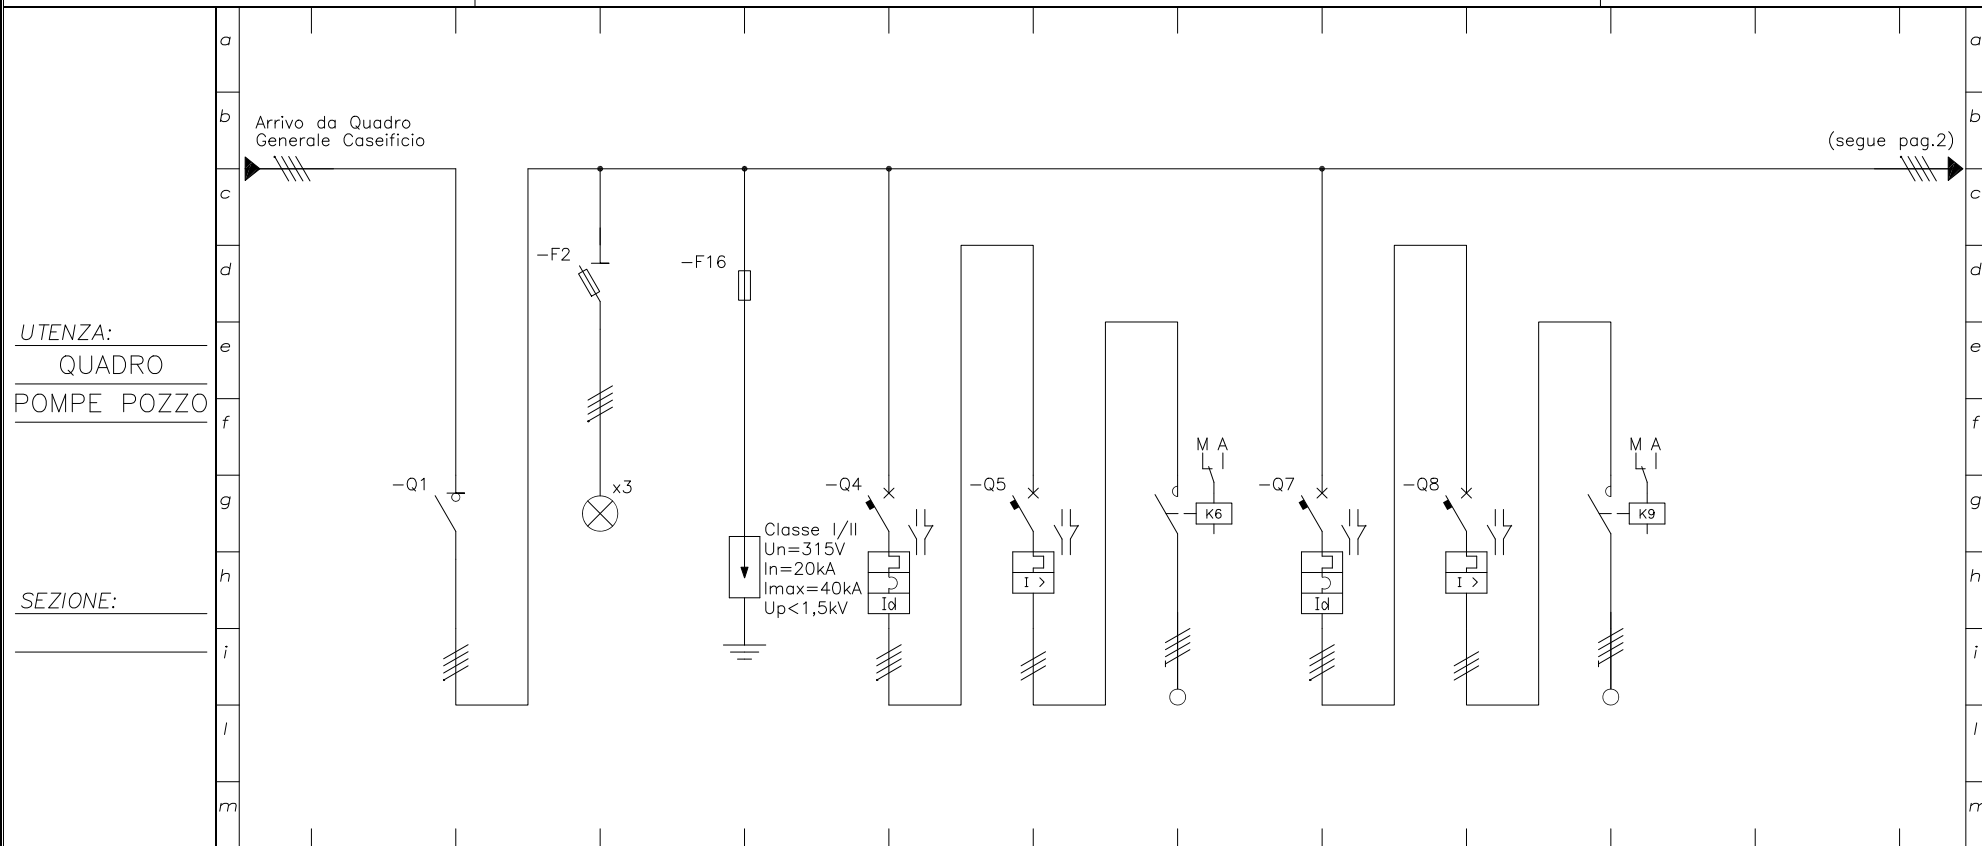 a a
b b
Arrivo da Quadro
Generale Caseificio
(segue pag.2)
c c
-F2
-F16
d d
UTENZA:
QUADRO
POMPE POZZO
e e
f f
M A
M A
-Q1
x3
-Q4
-Q5
-Q7
-Q8
g g
K6
K9
Classe I/II
Un=315V
In=20kA
Imax=40kA
Up<1,5kV
h h
I >
I >
Id
Id
SEZIONE:
i i
l l
m m